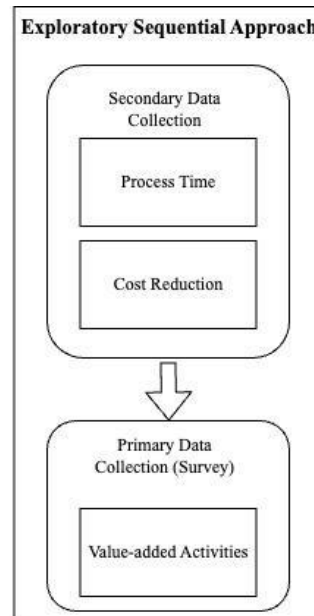 Exploratory Sequential Approach
Secondary Data
Collection
Process Time
Cost Reduction
Primary Data
Collection (Survey)
Value-added Activities